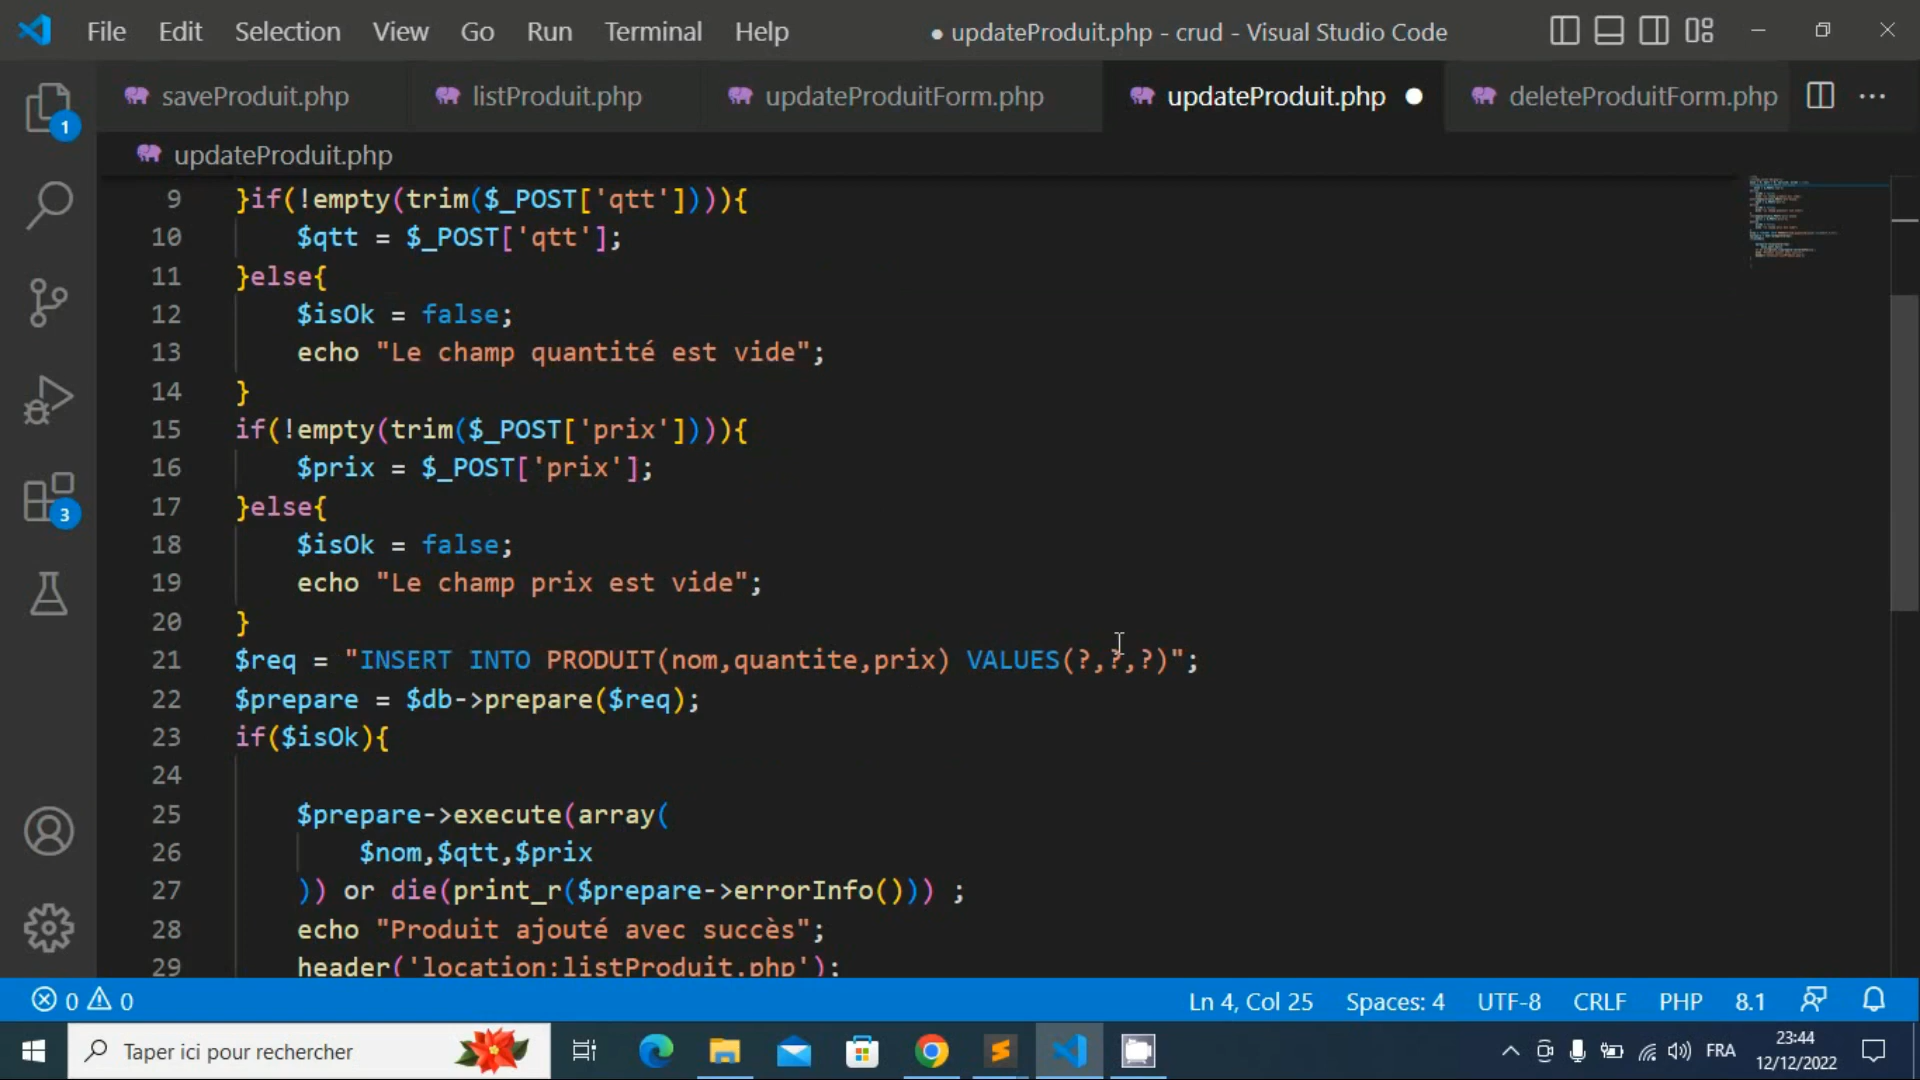 File Edit Selection View Go Run Terminal Help ● updateProduit.php - crud - Visual Studio Code
saveProduit.php listProduit.php updateProduitForm.php updateProduit.php deleteProduitForm.php
updateProduit.php
9 }if(!empty(trim($_POST['qtt']))){
10 $qtt = $_POST['qtt'];
11 }else{
12 $isOk = false;
13 echo "Le champ quantité est vide";
14 }
15 if(!empty(trim($_POST['prix']))){
16 $prix = $_POST['prix'];
17 }else{
18 $isOk = false;
19 echo "Le champ prix est vide";
20 }
21 $req = "INSERT INTO PRODUIT(nom,quantite,prix) VALUES(?,?,?)";
22 $prepare = $db->prepare($req);
23 if($isOk){
24
25 $prepare->execute(array(
26 $nom,$qtt,$prix
27 )) or die(print_r($prepare->errorInfo())) ;
28 echo "Produit ajouté avec succès";
29 header('location:listProduit.php');
1
3
0 0 Ln 4, Col 25 Spaces: 4 UTF-8 CRLF PHP 8.1
Taper ici pour rechercher FRA 23:44
12/12/2022